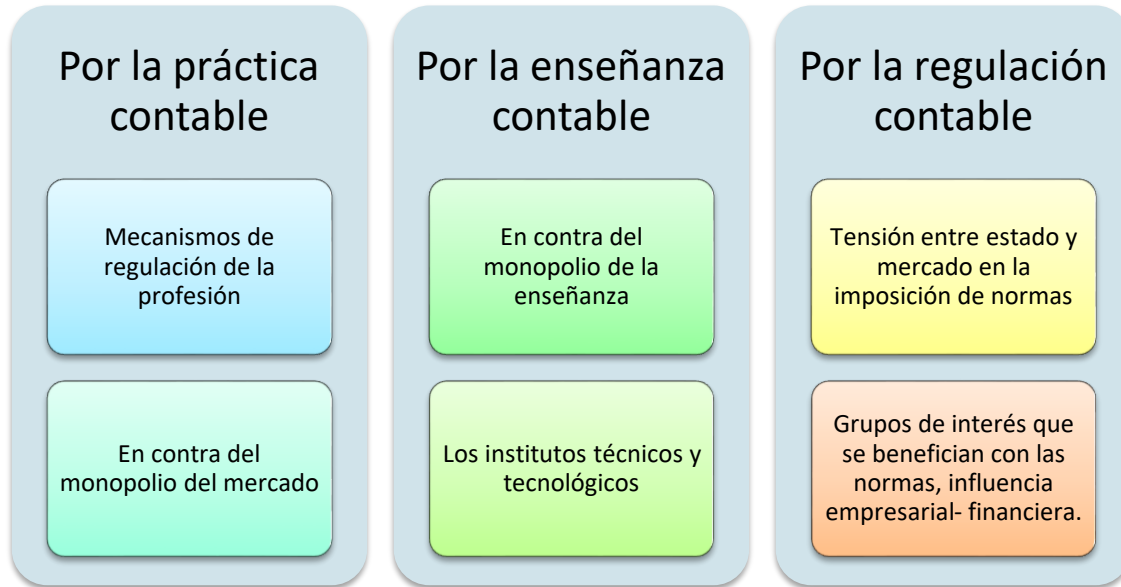 Por la práctica
contable
Mecanismos de
regulación de la
profesión
En contra del
monopolio del mercado
Por la enseñanza
contable
En contra del
monopolio de la
enseñanza
Los institutos técnicos y
tecnológicos
Por la regulación
contable
Tensión entre estado y
mercado en la
imposición de normas
Grupos de interés que
se benefician con las
normas, influencia
empresarial- financiera.